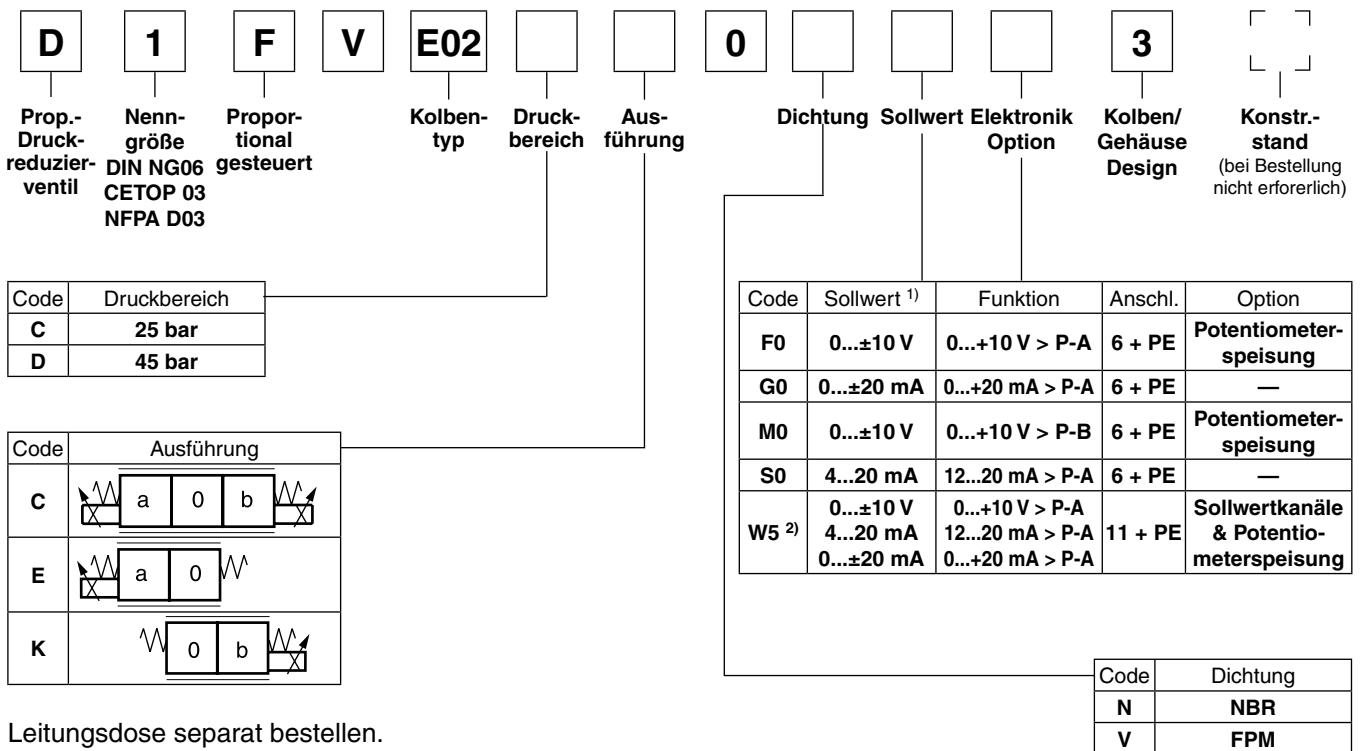 D 1 F V E02 0 3
Prop.-
Druck-
reduzier-
ventil
Nenn-
größe
DIN NG06
CETOP 03
NFPA D03
Propor-
tional
gesteuert
Kolben-
typ
Druck-
bereich
Aus-
führung
Dichtung
Sollwert
Elektronik
Option
Kolben/
Gehäuse
Design
Konstr.-
stand
(bei Bestellung
nicht erforerlich)
Code Druckbereich
C 25 bar
D 45 bar
Code Ausführung
C a 0 b
E a 0
K 0 b
Code Sollwert 1) Funktion Anschl. Option
F0 0...±10 V 0...+10 V > P-A 6 + PE Potentiometer-
speisung
G0 0...±20 mA 0...+20 mA > P-A 6 + PE —
M0 0...±10 V 0...+10 V > P-B 6 + PE Potentiometer-
speisung
S0 4...20 mA 12...20 mA > P-A 6 + PE —
0...±10 V 0...+10 V > P-A Sollwertkanäle
W5 2) 4...20 mA 12...20 mA > P-A 11 + PE & Potentio-
0...±20 mA 0...+20 mA > P-A meterspeisung
Code Dichtung
N NBR
V FPM
Leitungsdose separat bestellen.